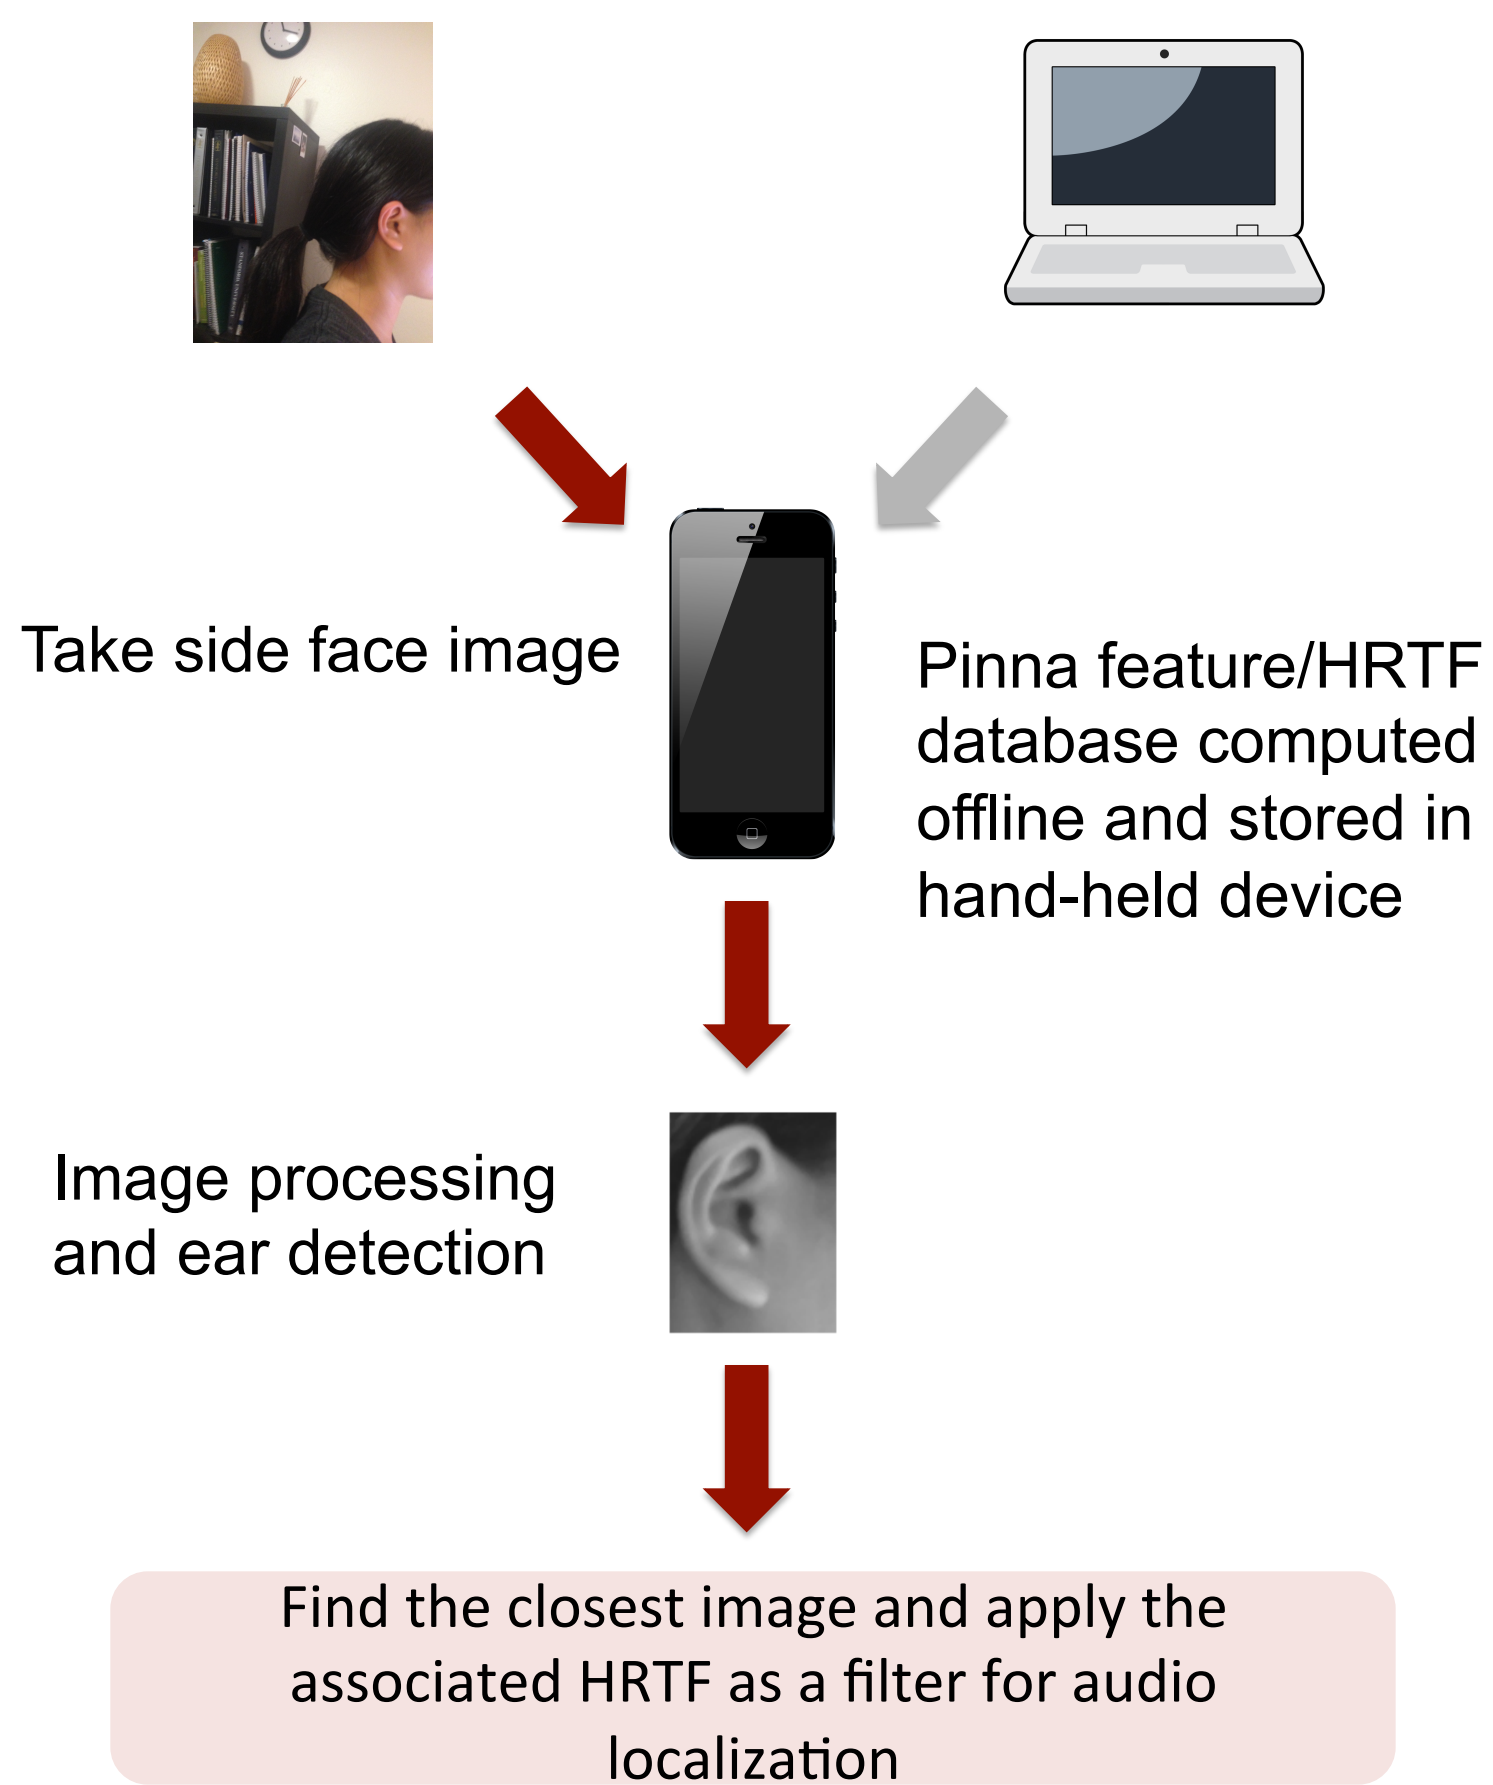 Take side face image
Pinna feature/HRTF
database computed
offline and stored in
hand-held device
Image processing
and ear detection
Find the closest image and apply the
associated HRTF as a filter for audio
localization